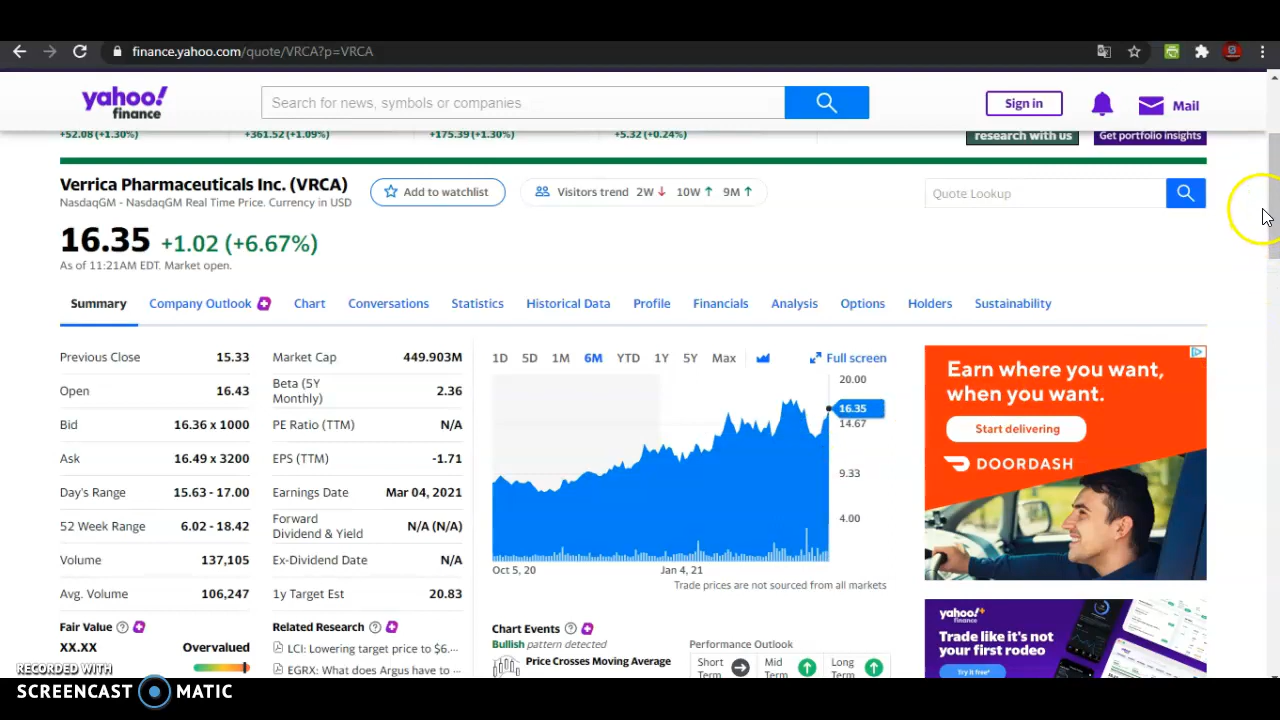 finance.yahoo.com/quote/VRCA?p=VRCA
yahoo! finance
Search for news, symbols or companies
Sign in
Mail
+52.08 (+1.30%) +361.52 (+1.09%) +175.39 (+1.30%) +5.32 (+0.24%)
research with us
Get portfolio insights
Verrica Pharmaceuticals Inc. (VRCA)
NasdaqGM - NasdaqGM Real Time Price. Currency in USD
Add to watchlist
Visitors trend 2W 10W 9M
Quote Lookup
16.35 +1.02 (+6.67%)
As of 11:21AM EDT. Market open.
Summary Company Outlook Chart Conversations Statistics Historical Data Profile Financials Analysis Options Holders Sustainability
Previous Close 15.33
Open 16.43
Bid 16.36 x 1000
Ask 16.49 x 3200
Day's Range 15.63 - 17.00
52 Week Range 6.02 - 18.42
Volume 137,105
Avg. Volume 106,247
Market Cap 449.903M
Beta (5Y
Monthly) 2.36
PE Ratio (TTM) N/A
EPS (TTM) -1.71
Earnings Date Mar 04, 2021
Forward
Dividend & Yield N/A (N/A)
Ex-Dividend Date N/A
1y Target Est 20.83
Fair Value
XX.XX Overvalued
Related Research
LCI: Lowering target price to $6....
EGRX: What does Argus have to ...
1D 5D 1M 6M YTD 1Y 5Y Max
Full screen
20.00
16.35
14.67
9.33
4.00
Oct 5, 20 Jan 4, 21
Trade prices are not sourced from all markets
Chart Events
Bullish pattern detected
Price Crosses Moving Average
Performance Outlook
Short
Term
Mid
Term
Long
Term
Earn where you want,
when you want.
Start delivering
DOORDASH
yahoo!+
finance
Trade like it's not
your first rodeo
Try it now
RECORDED WITH
SCREENCAST MATIC